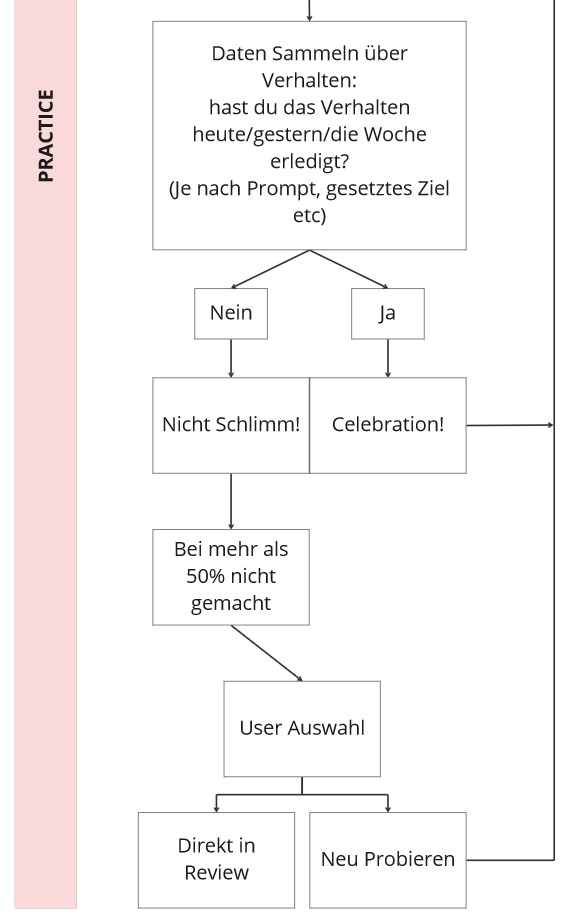 PRACTICE
Daten Sammeln über
Verhalten:
hast du das Verhalten
heute/gestern/die Woche
erledigt?
(Je nach Prompt, gesetztes Ziel
etc)
Nein
Ja
Nicht Schlimm!
Celebration!
Bei mehr als
50% nicht
gemacht
User Auswahl
Direkt in
Review
Neu Probieren